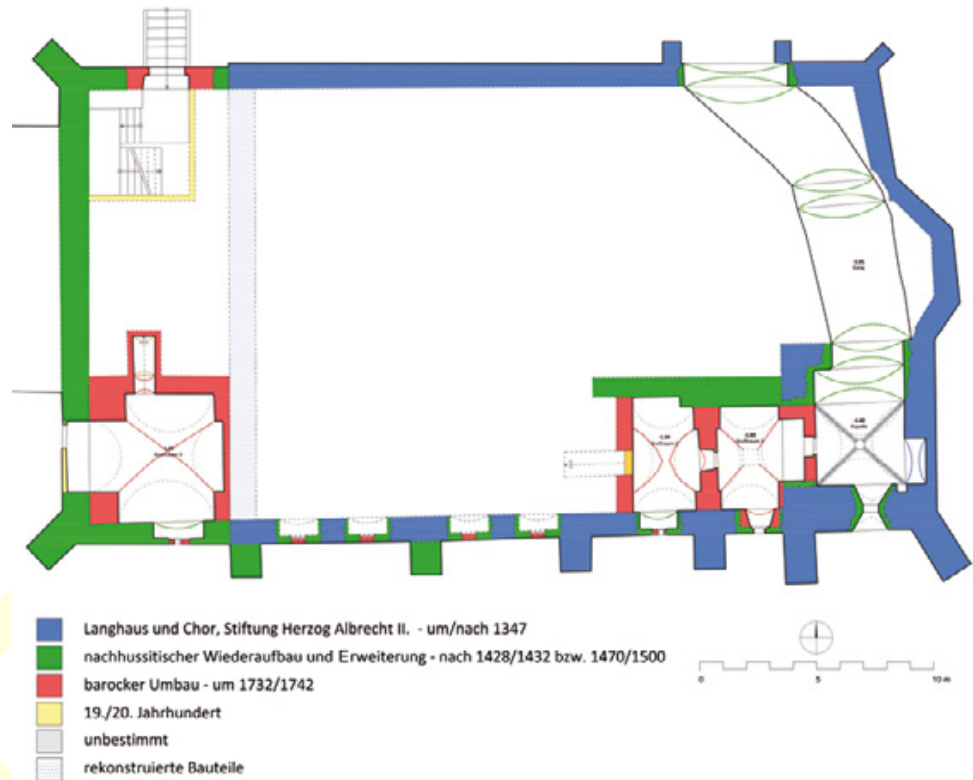 Langhaus und Chor, Stiftung Herzog Albrecht II. - um/nach 1347
nachhussitischer Wiederaufbau und Erweiterung - nach 1428/1432 bzw. 1470/1500
barocker Umbau - um 1732/1742
19./20. Jahrhundert
unbestimmt
rekonstruierte Bauteile
0 5 10 m